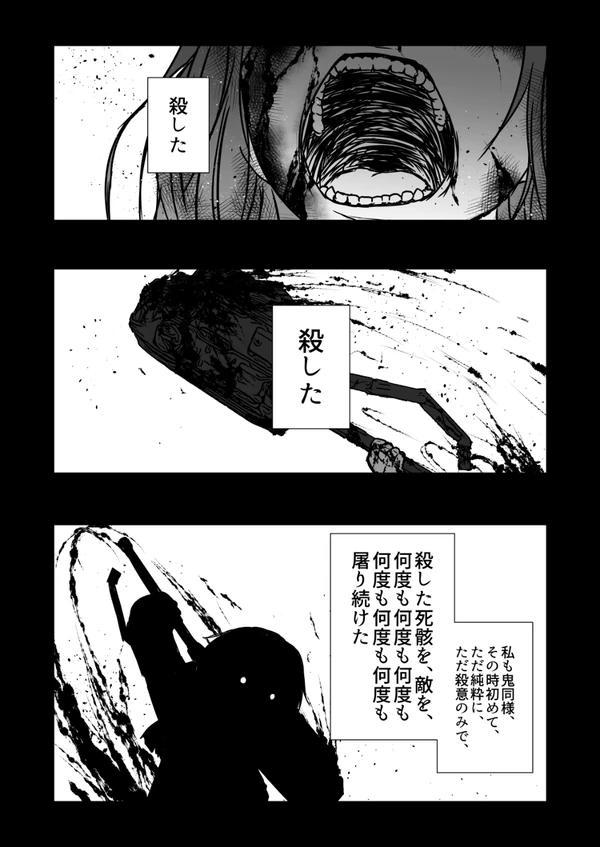 殺した
殺した
私も鬼同様、
その時初めて、
ただ純粋に、
ただ殺意のみで、
殺した死骸を、敵を、
何度も何度も何度も
何度も何度も何度も
屠り続けた